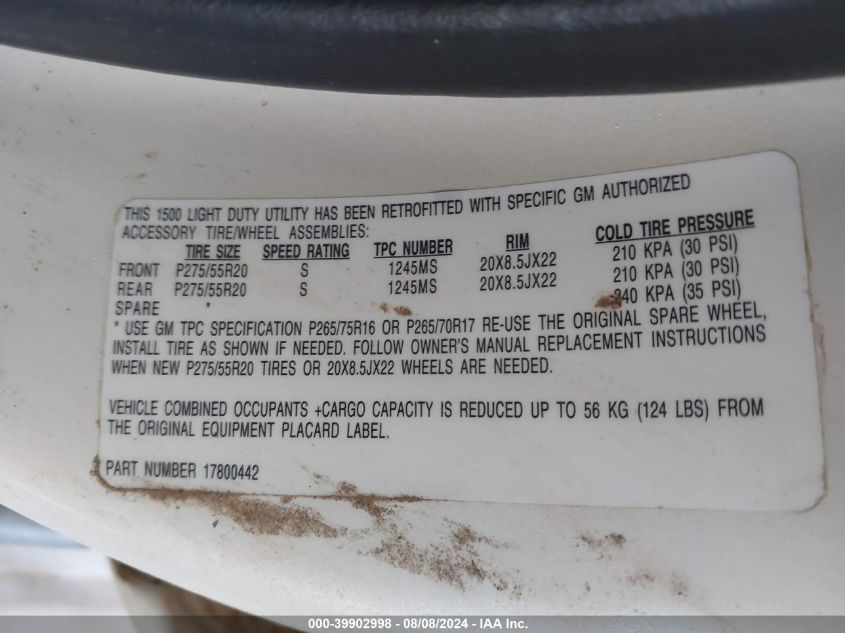 THIS 1500 LIGHT DUTY UTILITY HAS BEEN RETROFITTED WITH SPECIFIC GM AUTHORIZED
ACCESSORY TIRE/WHEEL ASSEMBLIES:
TIRE SIZE SPEED RATING TPC NUMBER RIM COLD TIRE PRESSURE
FRONT P275/55R20 S 1245MS 20X8.5JX22 210 KPA (30 PSI)
REAR P275/55R20 S 1245MS 20X8.5JX22 210 KPA (30 PSI)
SPARE * 240 KPA (35 PSI)
* USE GM TPC SPECIFICATION P265/75R16 OR P265/70R17 RE-USE THE ORIGINAL SPARE WHEEL,
INSTALL TIRE AS SHOWN IF NEEDED. FOLLOW OWNER'S MANUAL REPLACEMENT INSTRUCTIONS
WHEN NEW P275/55R20 TIRES OR 20X8.5JX22 WHEELS ARE NEEDED.
VEHICLE COMBINED OCCUPANTS +CARGO CAPACITY IS REDUCED UP TO 56 KG (124 LBS) FROM
THE ORIGINAL EQUIPMENT PLACARD LABEL.
PART NUMBER 17800442
000-39902998 - 08/08/2024 - IAA Inc.